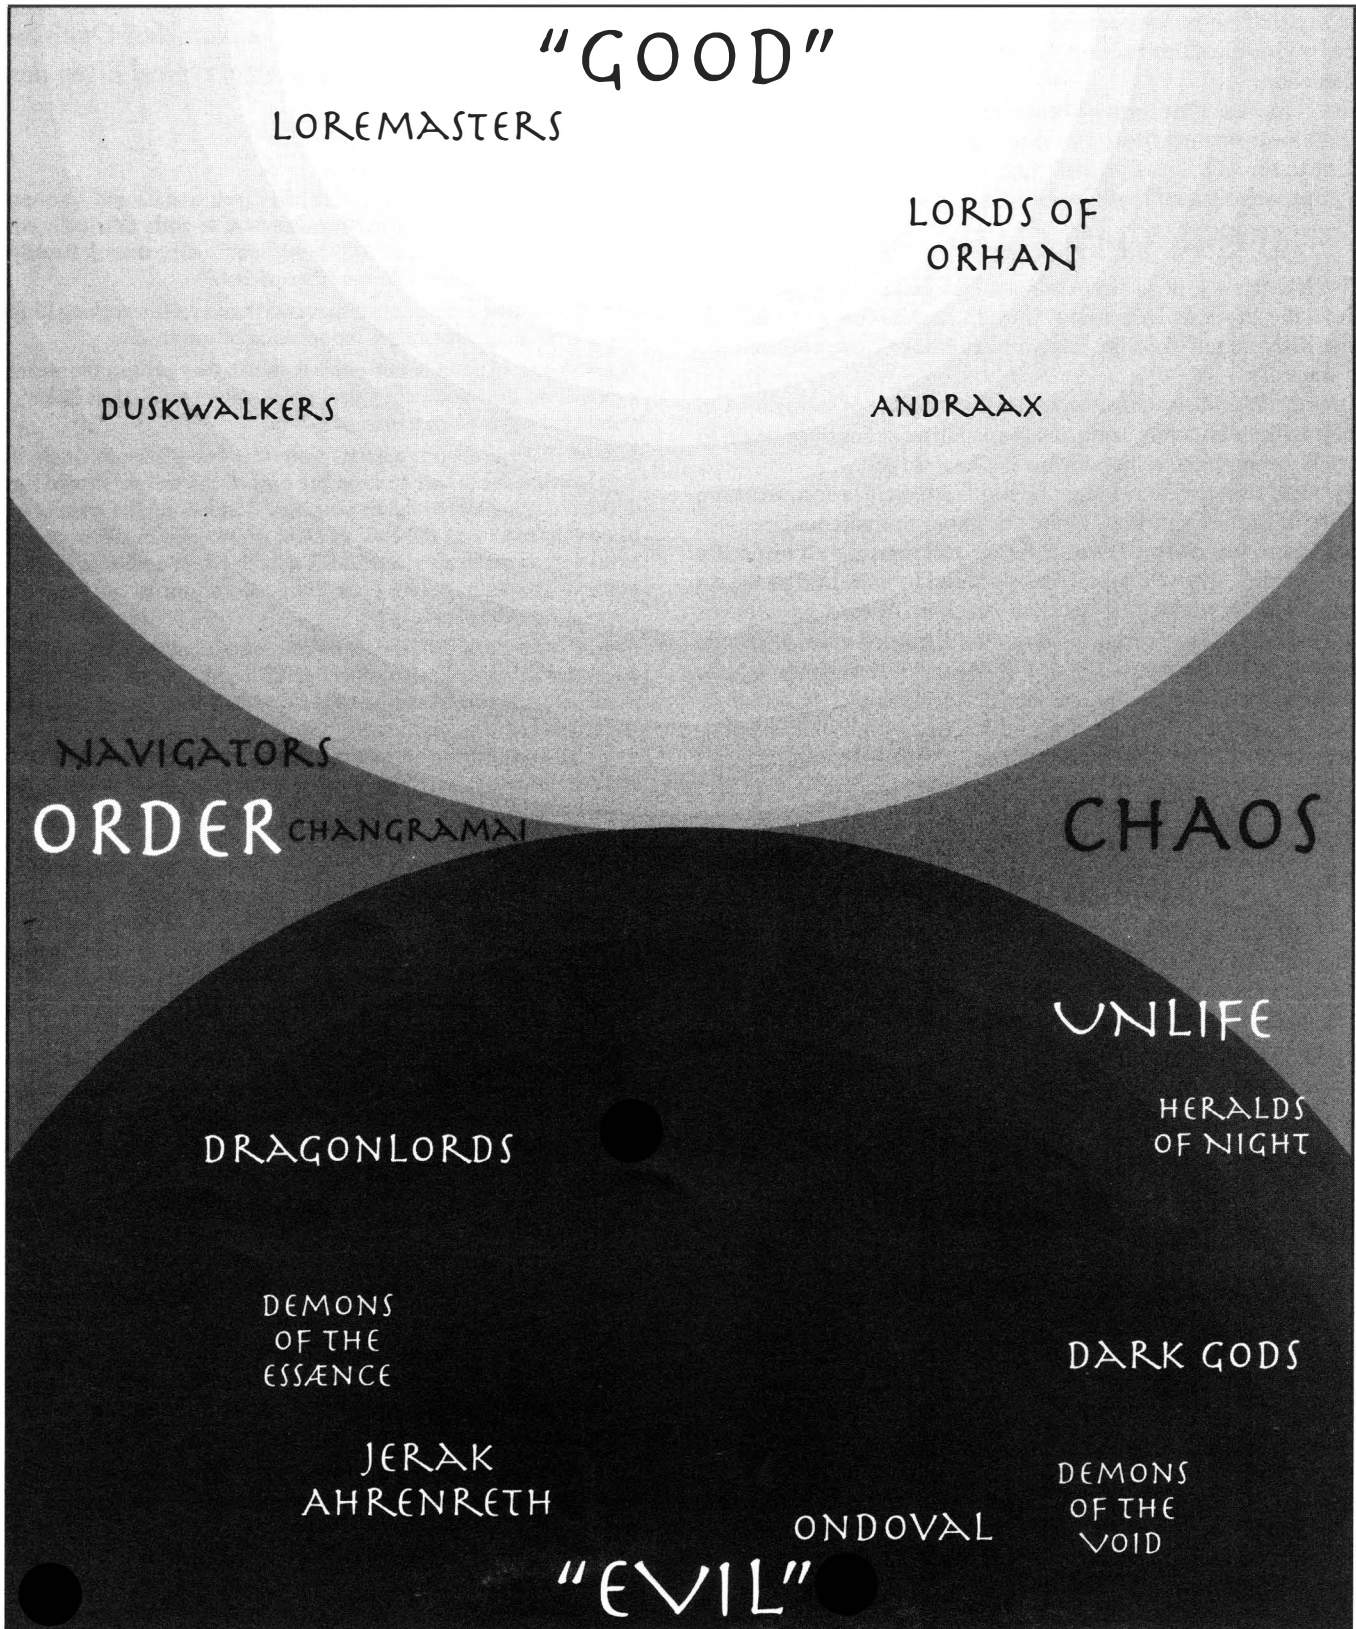 "GOOD"
LOREMASTERS
LORDS OF
ORHAN
DUSKWALKERS
ANDRAAX
NAVIGATORS
ORDER
CHANGRAMAI
CHAOS
UNLIFE
HERALDS
OF NIGHT
DRAGONLORDS
DEMONS
OF THE
ESSÆNCE
DARK GODS
JERAK
AHRENRETH
DEMONS
OF THE
VOID
ONDOVAL
"EVIL"